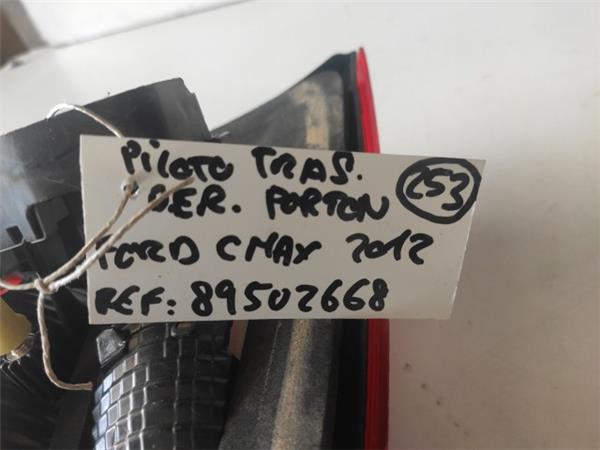 PiLOTO TRAS.
DER. PORTON
253
FORD CMAX 2012
REF: 89502668